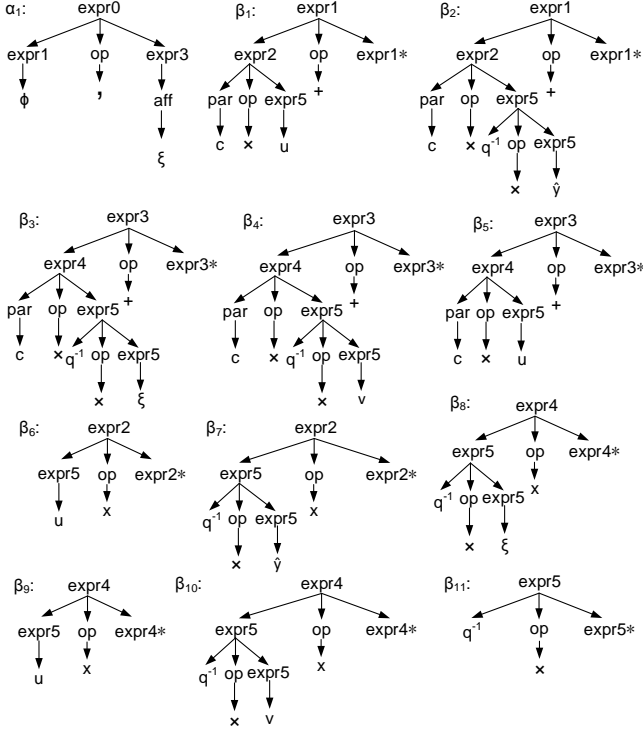 α1: expr0 β1: expr1 β2: expr1
expr1 op expr3 expr2 op expr1* expr2 op expr1*
ϕ , aff par op expr5 + par op expr5 +
ξ c × u c × q-1 op expr5
× ŷ
β3: expr3 β4: expr3 β5: expr3
expr4 op expr3* expr4 op expr3* expr4 op expr3*
par op expr5 + par op expr5 + par op expr5 +
c × q-1 op expr5 c × q-1 op expr5 c × u
× ξ × v
β6: expr2 β7: expr2 β8: expr4
expr5 op expr2* expr5 op expr2* expr5 op expr4*
u x q-1 op expr5 x q-1 op expr5 x
× ŷ × ξ
β9: expr4 β10: expr4 β11: expr5
expr5 op expr4* expr5 op expr4* q-1 op expr5*
u x q-1 op expr5 x ×
× v